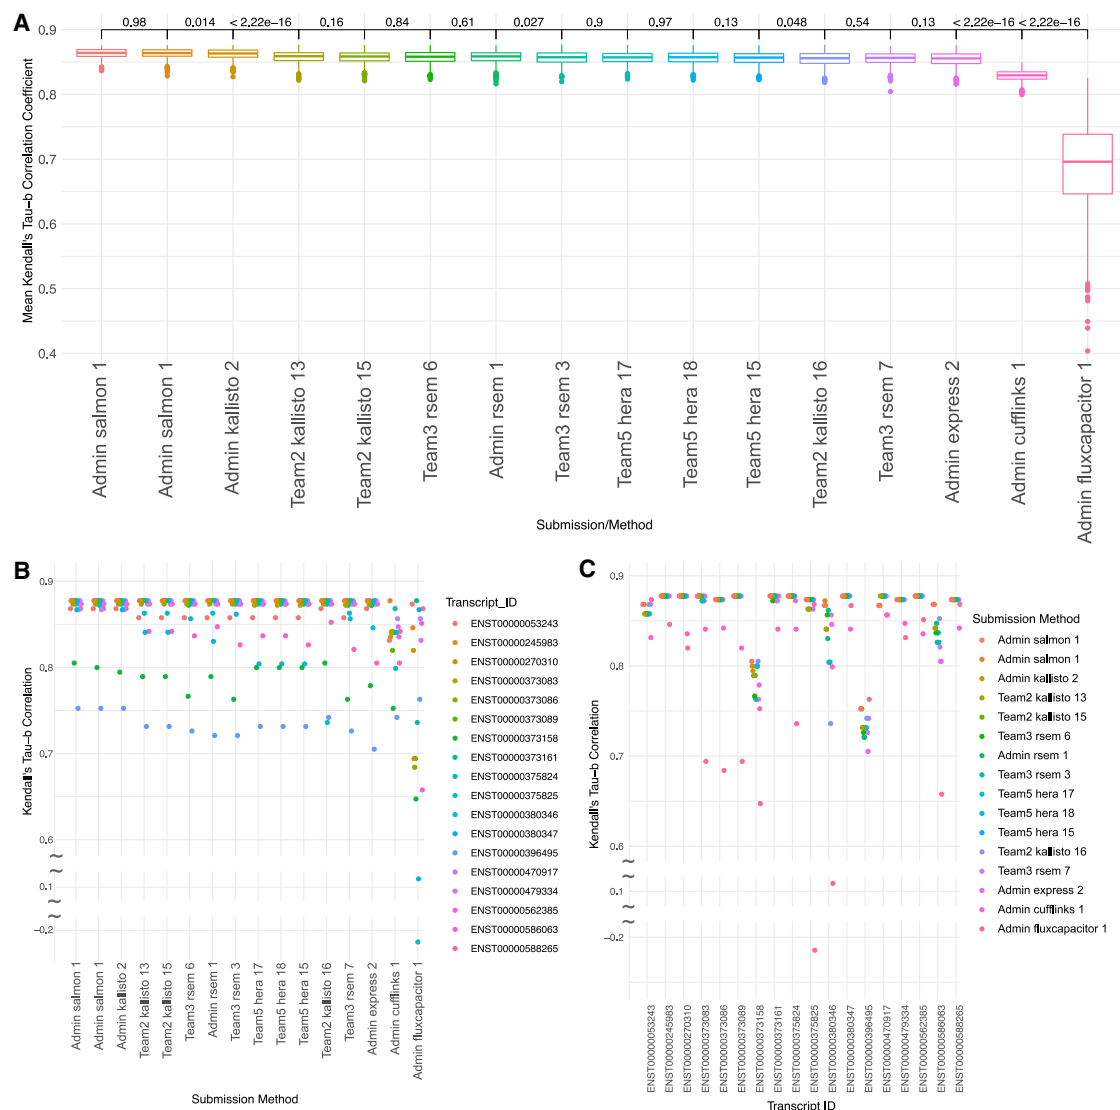 A
0.98
0.014
< 2.22e−16
0.16
0.84
0.61
0.027
0.9
0.97
0.13
0.048
0.54
0.13
< 2.22e−16
< 2.22e−16
0.9
0.8
0.7
0.6
0.5
0.4
Mean Kendall's Tau−b Correlation Coefficient
Admin salmon 1
Admin salmon 1
Admin kallisto 2
Team2 kallisto 13
Team2 kallisto 15
Team3 rsem 6
Admin rsem 1
Team3 rsem 3
Team5 hera 17
Team5 hera 18
Team5 hera 15
Team2 kallisto 16
Team3 rsem 7
Admin express 2
Admin cufflinks 1
Admin fluxcapacitor 1
Submission/Method
B
0.9
0.8
0.7
0.6
~
0.1
~
−0.2
Kendall's Tau−b Correlation
Admin salmon 1
Admin salmon 1
Admin kallisto 2
Team2 kallisto 13
Team2 kallisto 15
Team3 rsem 6
Admin rsem 1
Team3 rsem 3
Team5 hera 17
Team5 hera 18
Team5 hera 15
Team2 kallisto 16
Team3 rsem 7
Admin express 2
Admin cufflinks 1
Admin fluxcapacitor 1
Submission Method
Transcript_ID
ENST00000053243
ENST00000245983
ENST00000270310
ENST00000373083
ENST00000373086
ENST00000373089
ENST00000373158
ENST00000373161
ENST00000375824
ENST00000375825
ENST00000380346
ENST00000380347
ENST00000396495
ENST00000470917
ENST00000479334
ENST00000562385
ENST00000586063
ENST00000588265
C
0.9
0.8
0.7
0.6
~
0.1
~
−0.2
Kendall's Tau−b Correlation
ENST00000053243
ENST00000245983
ENST00000270310
ENST00000373083
ENST00000373086
ENST00000373089
ENST00000373158
ENST00000373161
ENST00000375824
ENST00000375825
ENST00000380346
ENST00000380347
ENST00000396495
ENST00000470917
ENST00000479334
ENST00000562385
ENST00000586063
ENST00000588265
Transcript ID
Submission Method
Admin salmon 1
Admin salmon 1
Admin kallisto 2
Team2 kallisto 13
Team2 kallisto 15
Team3 rsem 6
Admin rsem 1
Team3 rsem 3
Team5 hera 17
Team5 hera 18
Team5 hera 15
Team2 kallisto 16
Team3 rsem 7
Admin express 2
Admin cufflinks 1
Admin fluxcapacitor 1